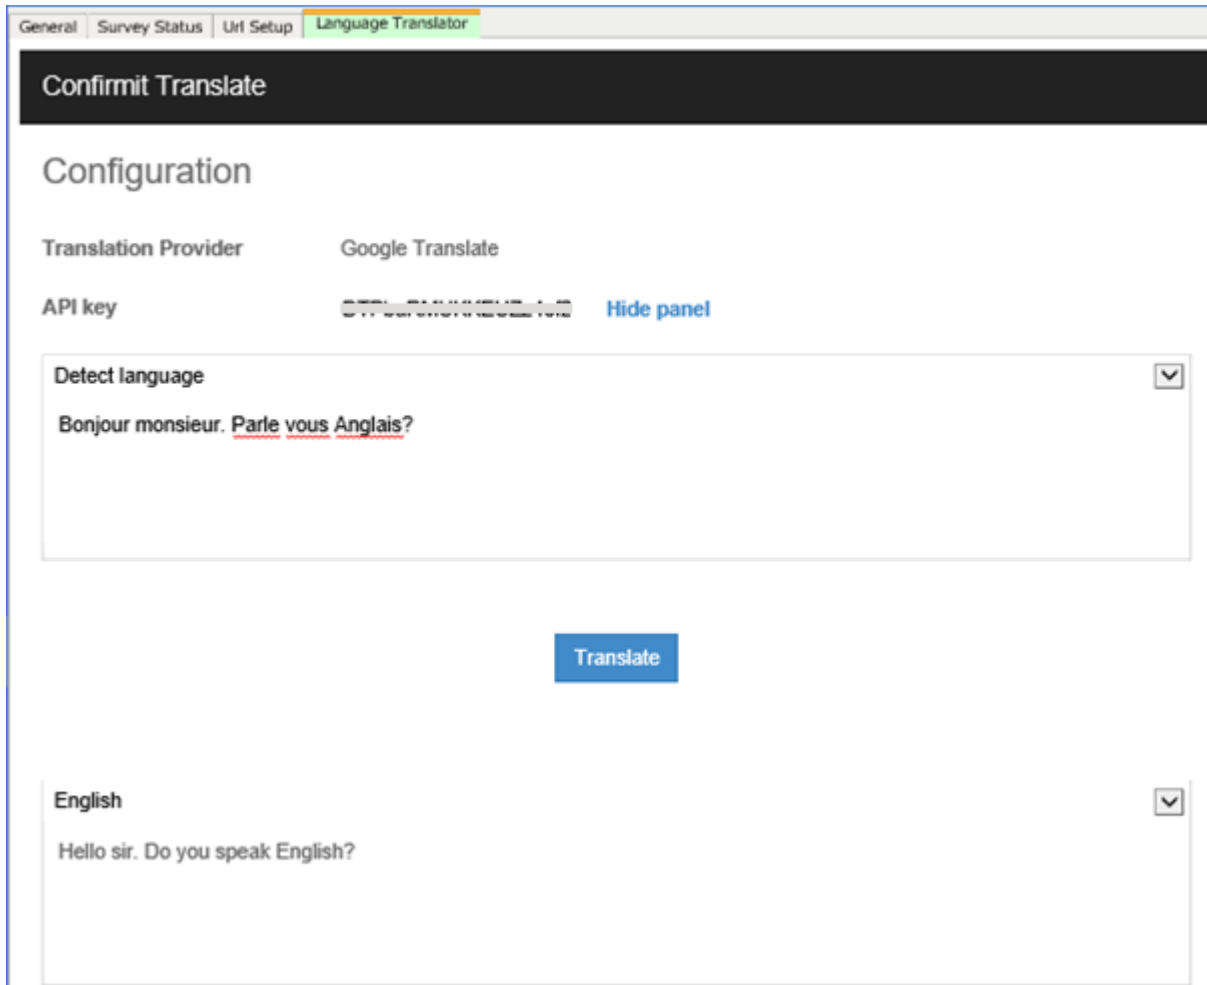 General Survey Status Url Setup Language Translator
Confirmit Translate
Configuration
Translation Provider Google Translate
API key Hide panel
Detect language
Bonjour monsieur. Parle vous Anglais?
Translate
English
Hello sir. Do you speak English?